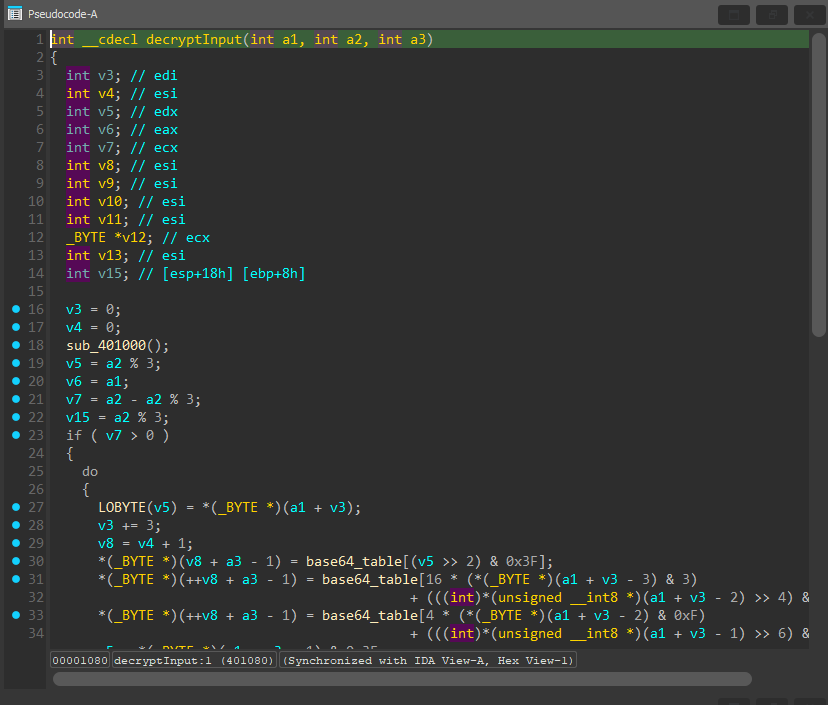 Pseudocode-A
1 int __cdecl decryptInput(int a1, int a2, int a3)
2 {
3 int v3; // edi
4 int v4; // esi
5 int v5; // edx
6 int v6; // eax
7 int v7; // ecx
8 int v8; // esi
9 int v9; // esi
10 int v10; // esi
11 int v11; // esi
12 _BYTE *v12; // ecx
13 int v13; // esi
14 int v15; // [esp+18h] [ebp+8h]
15
16 v3 = 0;
17 v4 = 0;
18 sub_401000();
19 v5 = a2 % 3;
20 v6 = a1;
21 v7 = a2 - a2 % 3;
22 v15 = a2 % 3;
23 if ( v7 > 0 )
24 {
25 do
26 {
27 LOBYTE(v5) = *(_BYTE *)(a1 + v3);
28 v3 += 3;
29 v8 = v4 + 1;
30 *(_BYTE *)(v8 + a3 - 1) = base64_table[(v5 >> 2) & 0x3F];
31 *(_BYTE *)(++v8 + a3 - 1) = base64_table[16 * (*(_BYTE *)(a1 + v3 - 3) & 3)
32 + (((int)*(unsigned __int8 *)(a1 + v3 - 2) >> 4) &
33 *(_BYTE *)(++v8 + a3 - 1) = base64_table[4 * (*(_BYTE *)(a1 + v3 - 2) & 0xF)
34 + (((int)*(unsigned __int8 *)(a1 + v3 - 1) >> 6) &
00001080 decryptInput:1 (401080) (Synchronized with IDA View-A, Hex View-1)